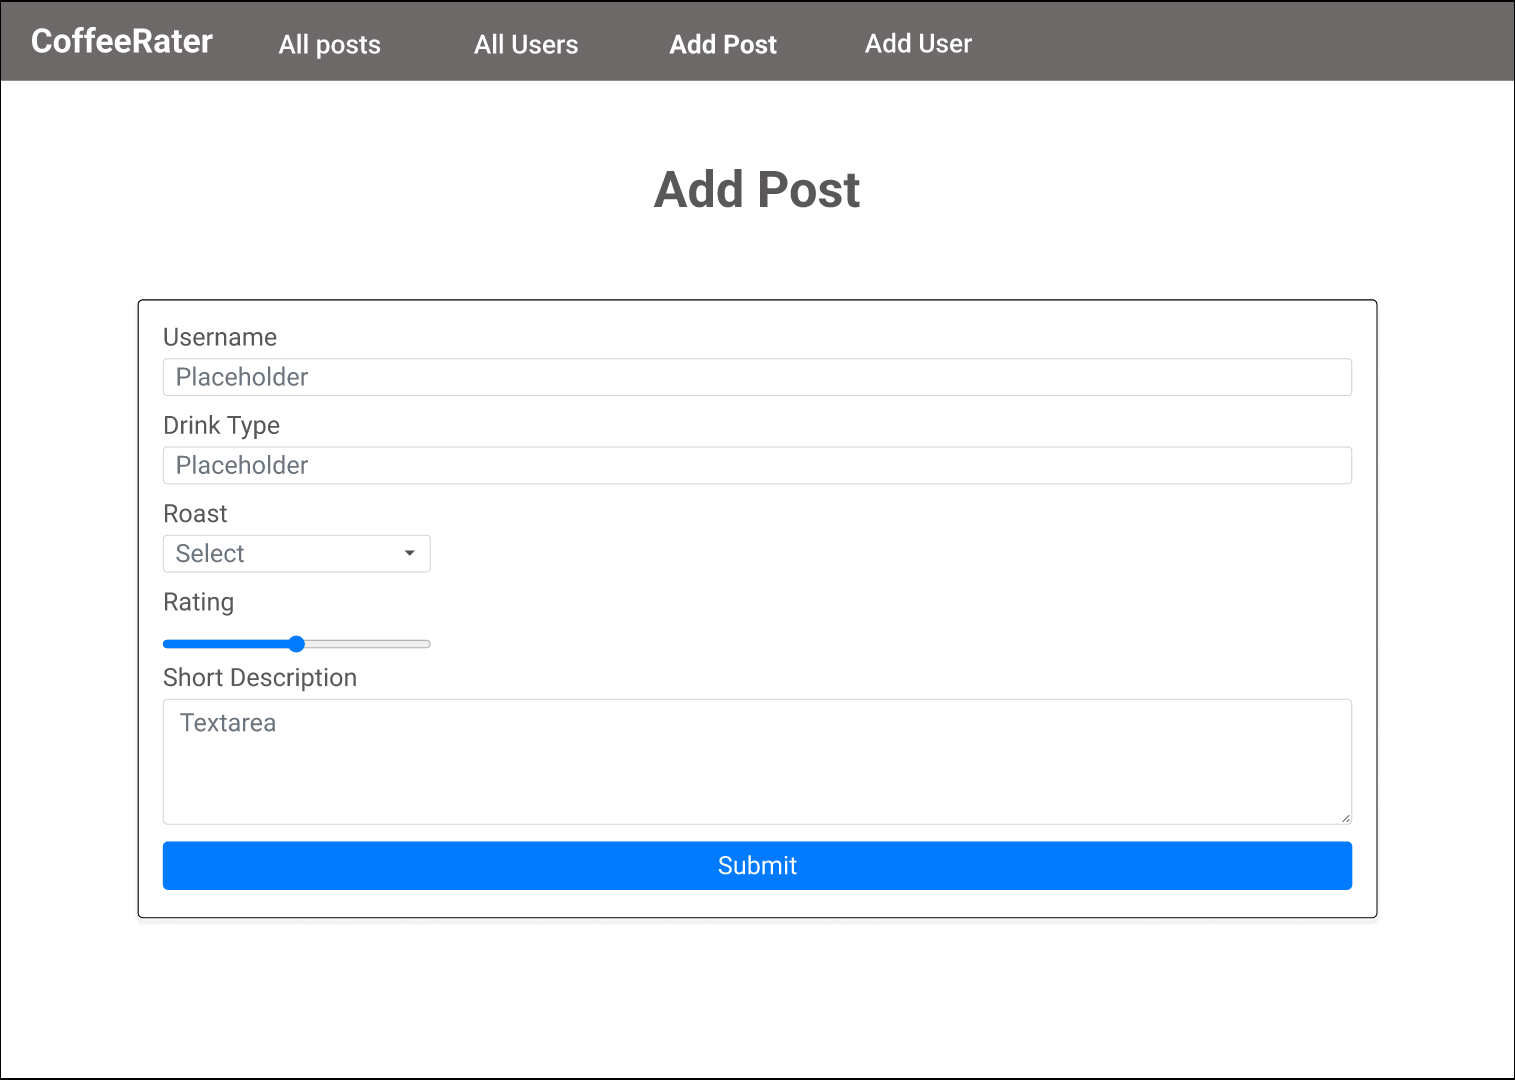 CoffeeRater All posts All Users Add Post Add User
Add Post
Username
Placeholder
Drink Type
Placeholder
Roast
Select
Rating
Short Description
Textarea
Submit